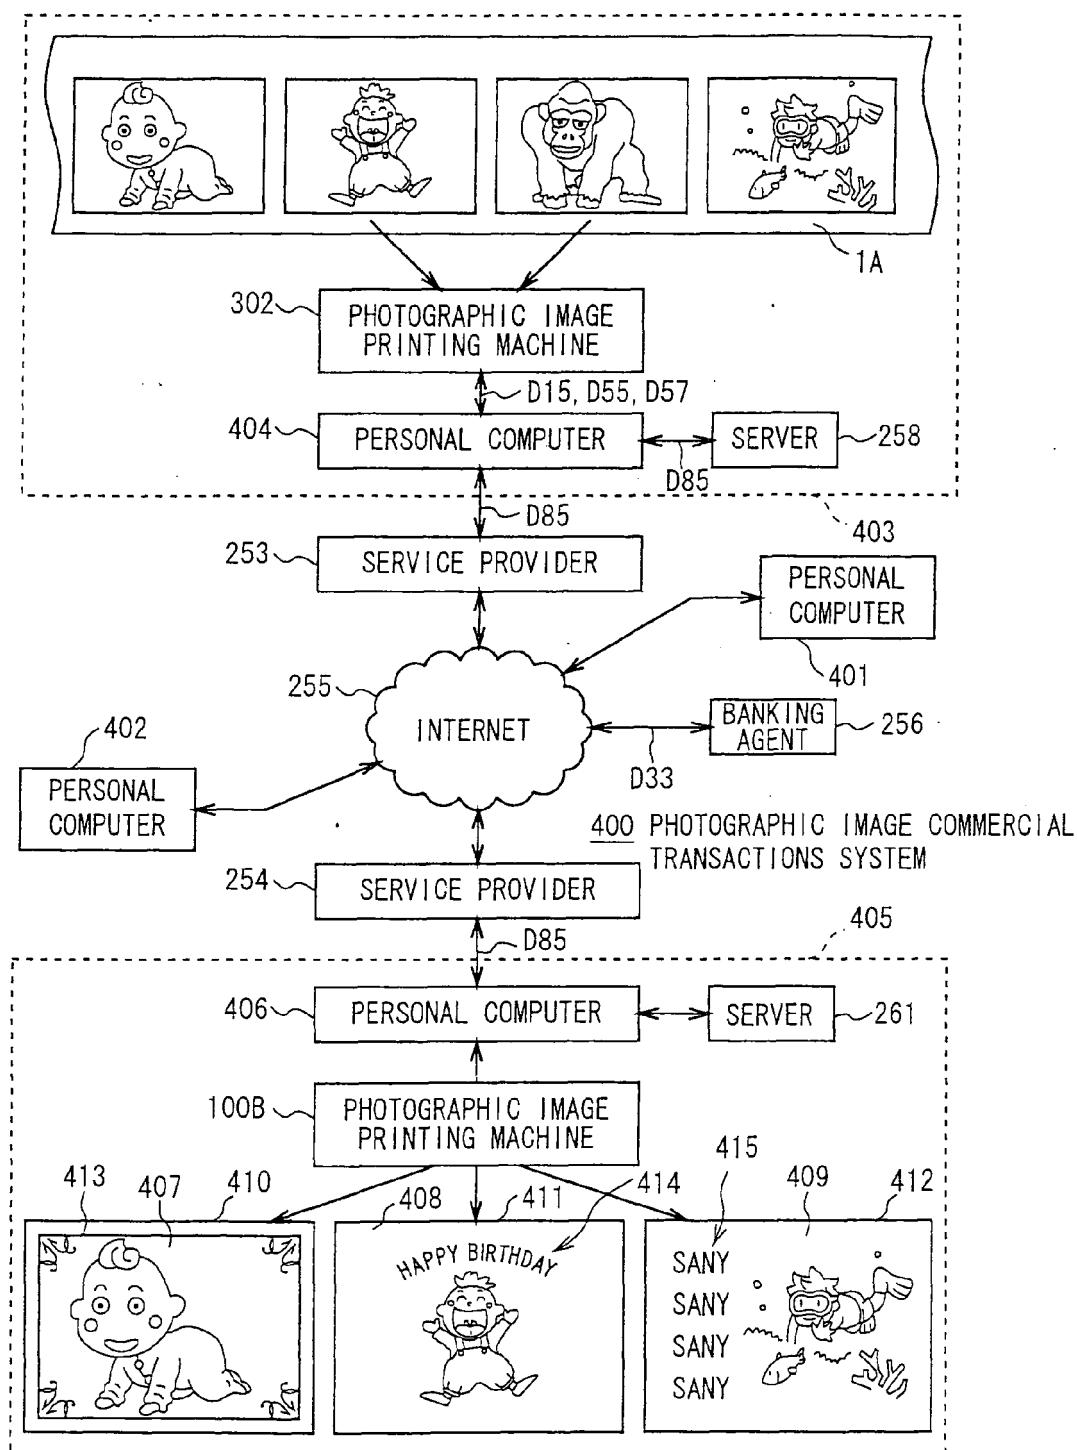 1A
302
PHOTOGRAPHIC IMAGE
PRINTING MACHINE
D15, D55, D57
404
PERSONAL COMPUTER
SERVER
258
D85
D85
403
253
SERVICE PROVIDER
PERSONAL
COMPUTER
401
255
INTERNET
BANKING
AGENT
256
D33
402
PERSONAL
COMPUTER
400 PHOTOGRAPHIC IMAGE COMMERCIAL
TRANSACTIONS SYSTEM
254
SERVICE PROVIDER
405
D85
406
PERSONAL COMPUTER
SERVER
261
100B
PHOTOGRAPHIC IMAGE
PRINTING MACHINE
413
407
410
408
411
414
415
409
412
HAPPY BIRTHDAY
SANY
SANY
SANY
SANY